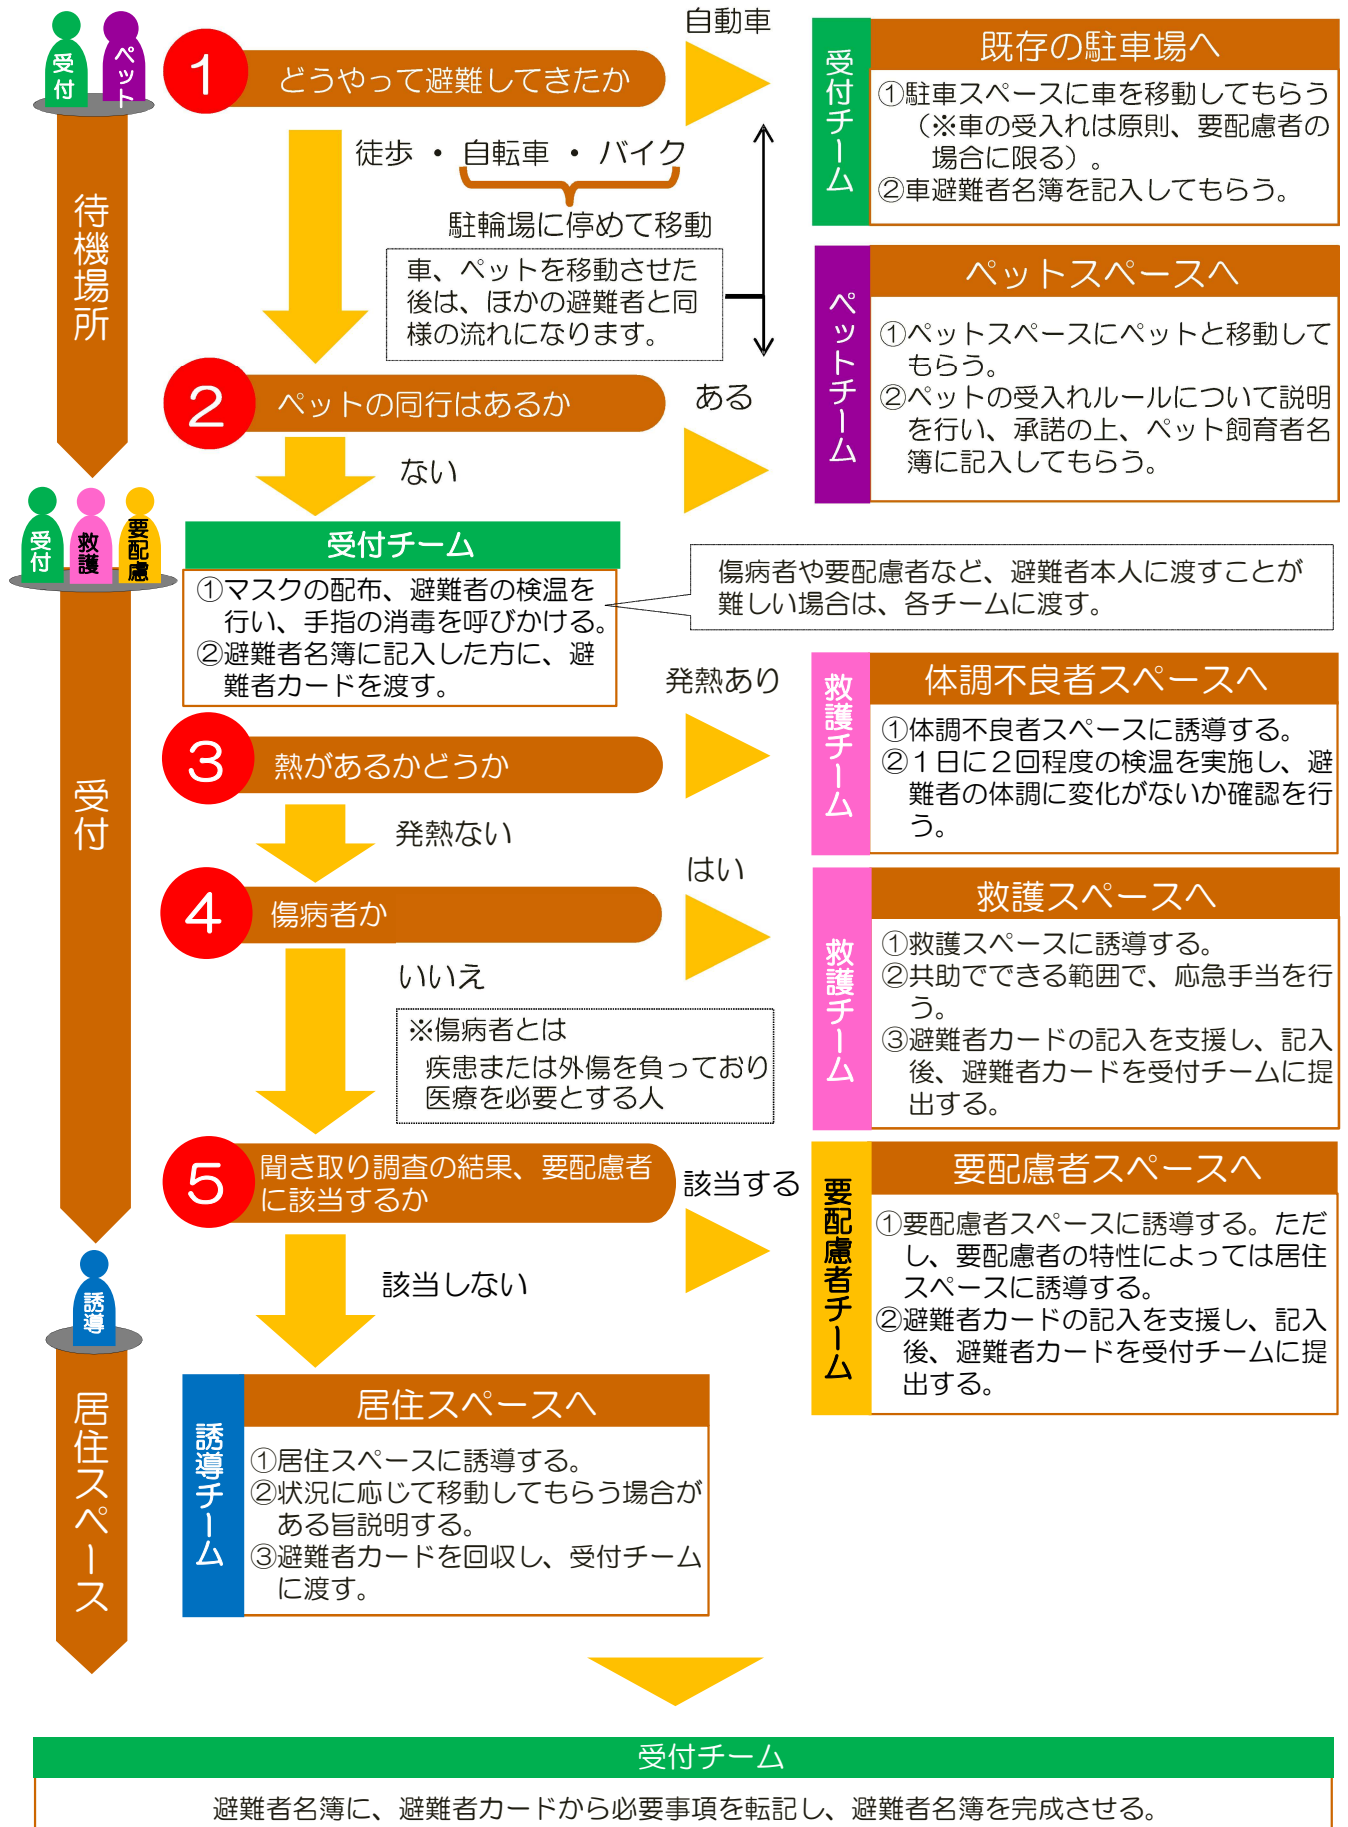 受付
ペット
待機場所
1
どうやって避難してきたか
自動車
受付チーム
既存の駐車場へ
①駐車スペースに車を移動してもらう
（※車の受入れは原則、要配慮者の
場合に限る）。
②車避難者名簿を記入してもらう。
徒歩 ・ 自転車 ・ バイク
駐輪場に停めて移動
車、ペットを移動させた
後は、ほかの避難者と同
様の流れになります。
2
ペットの同行はあるか
ある
ペットチーム
ペットスペースへ
①ペットスペースにペットと移動して
もらう。
②ペットの受入れルールについて説明
を行い、承諾の上、ペット飼育者名
簿に記入してもらう。
ない
受付
救護
要配慮
受付
受付チーム
①マスクの配布、避難者の検温を
行い、手指の消毒を呼びかける。
②避難者名簿に記入した方に、避
難者カードを渡す。
傷病者や要配慮者など、避難者本人に渡すことが
難しい場合は、各チームに渡す。
3
熱があるかどうか
発熱あり
救護チーム
体調不良者スペースへ
①体調不良者スペースに誘導する。
②１日に２回程度の検温を実施し、避
難者の体調に変化がないか確認を行
う。
発熱ない
4
傷病者か
はい
救護チーム
救護スペースへ
①救護スペースに誘導する。
②共助でできる範囲で、応急手当を行
う。
③避難者カードの記入を支援し、記入
後、避難者カードを受付チームに提
出する。
いいえ
※傷病者とは
疾患または外傷を負っており
医療を必要とする人
5
聞き取り調査の結果、要配慮者
に該当するか
該当する
要配慮者チーム
要配慮者スペースへ
①要配慮者スペースに誘導する。ただ
し、要配慮者の特性によっては居住
スペースに誘導する。
②避難者カードの記入を支援し、記入
後、避難者カードを受付チームに提
出する。
該当しない
誘導
居住スペース
誘導チーム
居住スペースへ
①居住スペースに誘導する。
②状況に応じて移動してもらう場合が
ある旨説明する。
③避難者カードを回収し、受付チーム
に渡す。
受付チーム
避難者名簿に、避難者カードから必要事項を転記し、避難者名簿を完成させる。